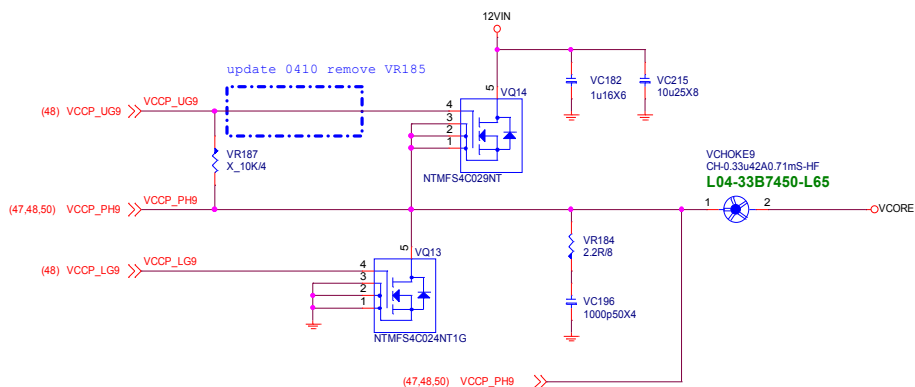 12VIN
update 0410 remove VR185
VC182
1u16X6
VC215
10u25X8
5
VQ14
(48) VCCP_UG9
VCCP_UG9
4
3
2
1
VR187
X_10K/4
NTMFS4C029NT
VCHOKE9
CH-0.33u42A0.71mS-HF
L04-33B7450-L65
(47,48,50) VCCP_PH9
VCCP_PH9
1
2
VCORE
5
VQ13
VR184
2.2R/8
(48) VCCP_LG9
VCCP_LG9
4
3
2
1
VC196
1000p50X4
NTMFS4C024NT1G
(47,48,50) VCCP_PH9